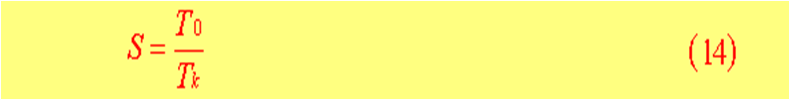 S = T₀ / Tₖ (14)